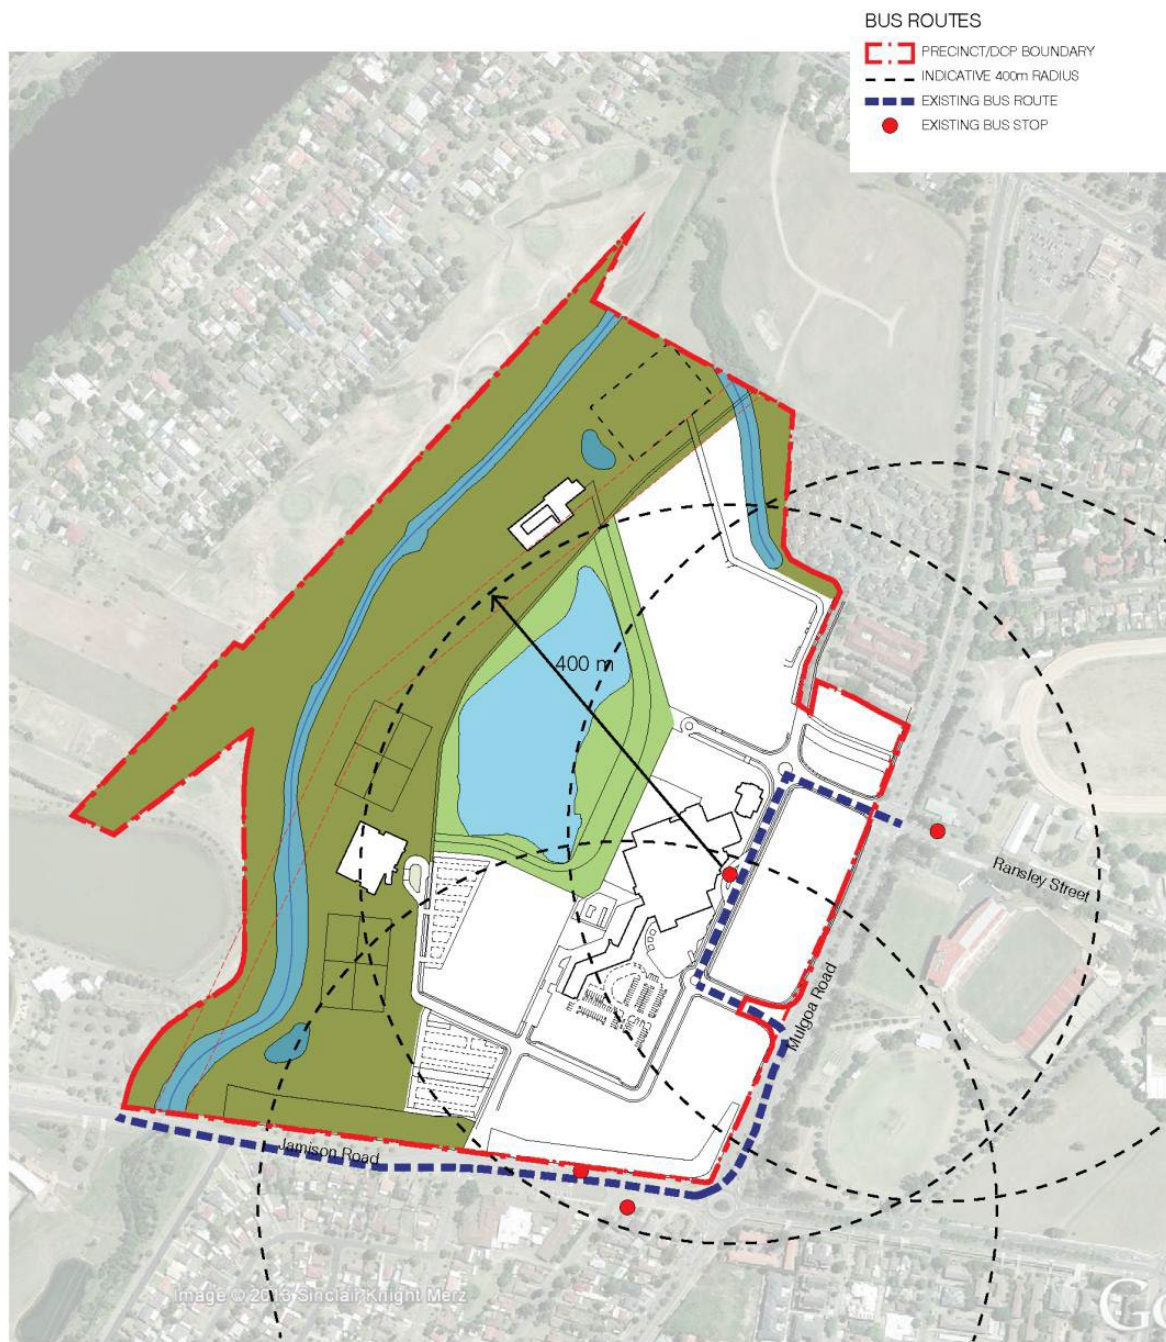 BUS ROUTES
PRECINCT/DCP BOUNDARY
INDICATIVE 400m RADIUS
EXISTING BUS ROUTE
EXISTING BUS STOP
400 m
Ransley Street
Mulgoa Road
Jamison Road
Image © 2013 Sinclair Knight Merz
Go